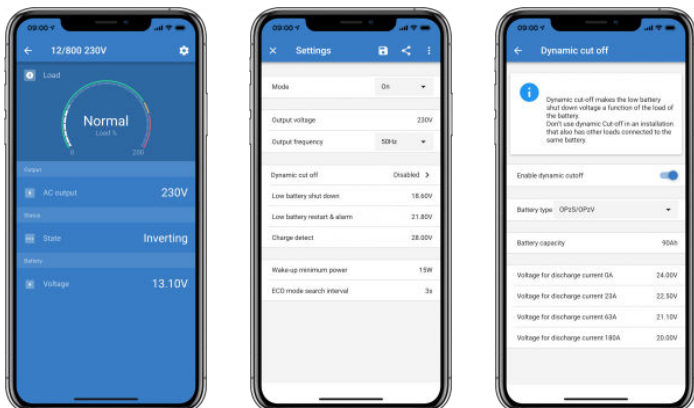 09:00
12/800 230V
Load
Normal
Load %
0
200
Output
AC output
230V
Status
State
Inverting
Battery
Voltage
13.10V
09:00
Settings
Mode
On
Output voltage
230V
Output frequency
50Hz
Dynamic cut off
Disabled
Low battery shut down
18.60V
Low battery restart & alarm
21.80V
Charge detect
28.00V
Wake-up minimum power
15W
ECO mode search interval
3s
09:00
Dynamic cut off
Dynamic cut-off makes the low battery
shut down voltage a function of the load of
the battery.
Don't use dynamic Cut-off in an installation
that also has other loads connected to the
same battery.
Enable dynamic cutoff
Battery type
OPzS/OPzV
Battery capacity
90Ah
Voltage for discharge current 0A
24.00V
Voltage for discharge current 23A
22.50V
Voltage for discharge current 63A
21.10V
Voltage for discharge current 180A
20.00V